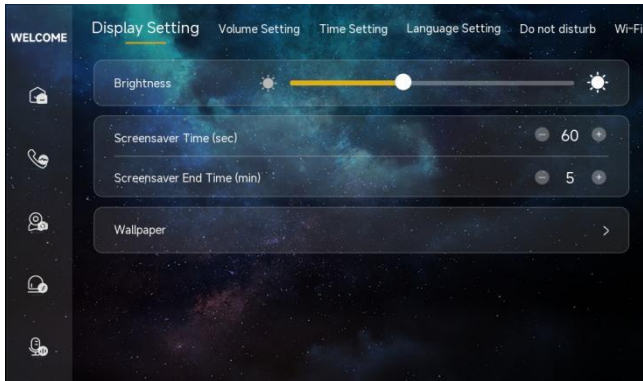 WELCOME
Display Setting Volume Setting Time Setting Language Setting Do not disturb Wi-Fi
Brightness
Screensaver Time (sec) 60
Screensaver End Time (min) 5
Wallpaper